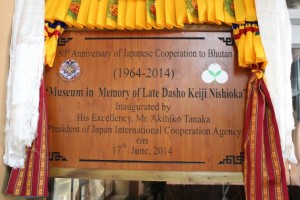 50th Anniversary of Japanese Cooperation to Bhutan
(1964-2014)
"Museum in Memory of Late Dasho Keiji Nishioka"
Inaugurated by
His Excellency, Mr. Akihiko Tanaka
President of Japan International Cooperation Agency
on
17th June, 2014